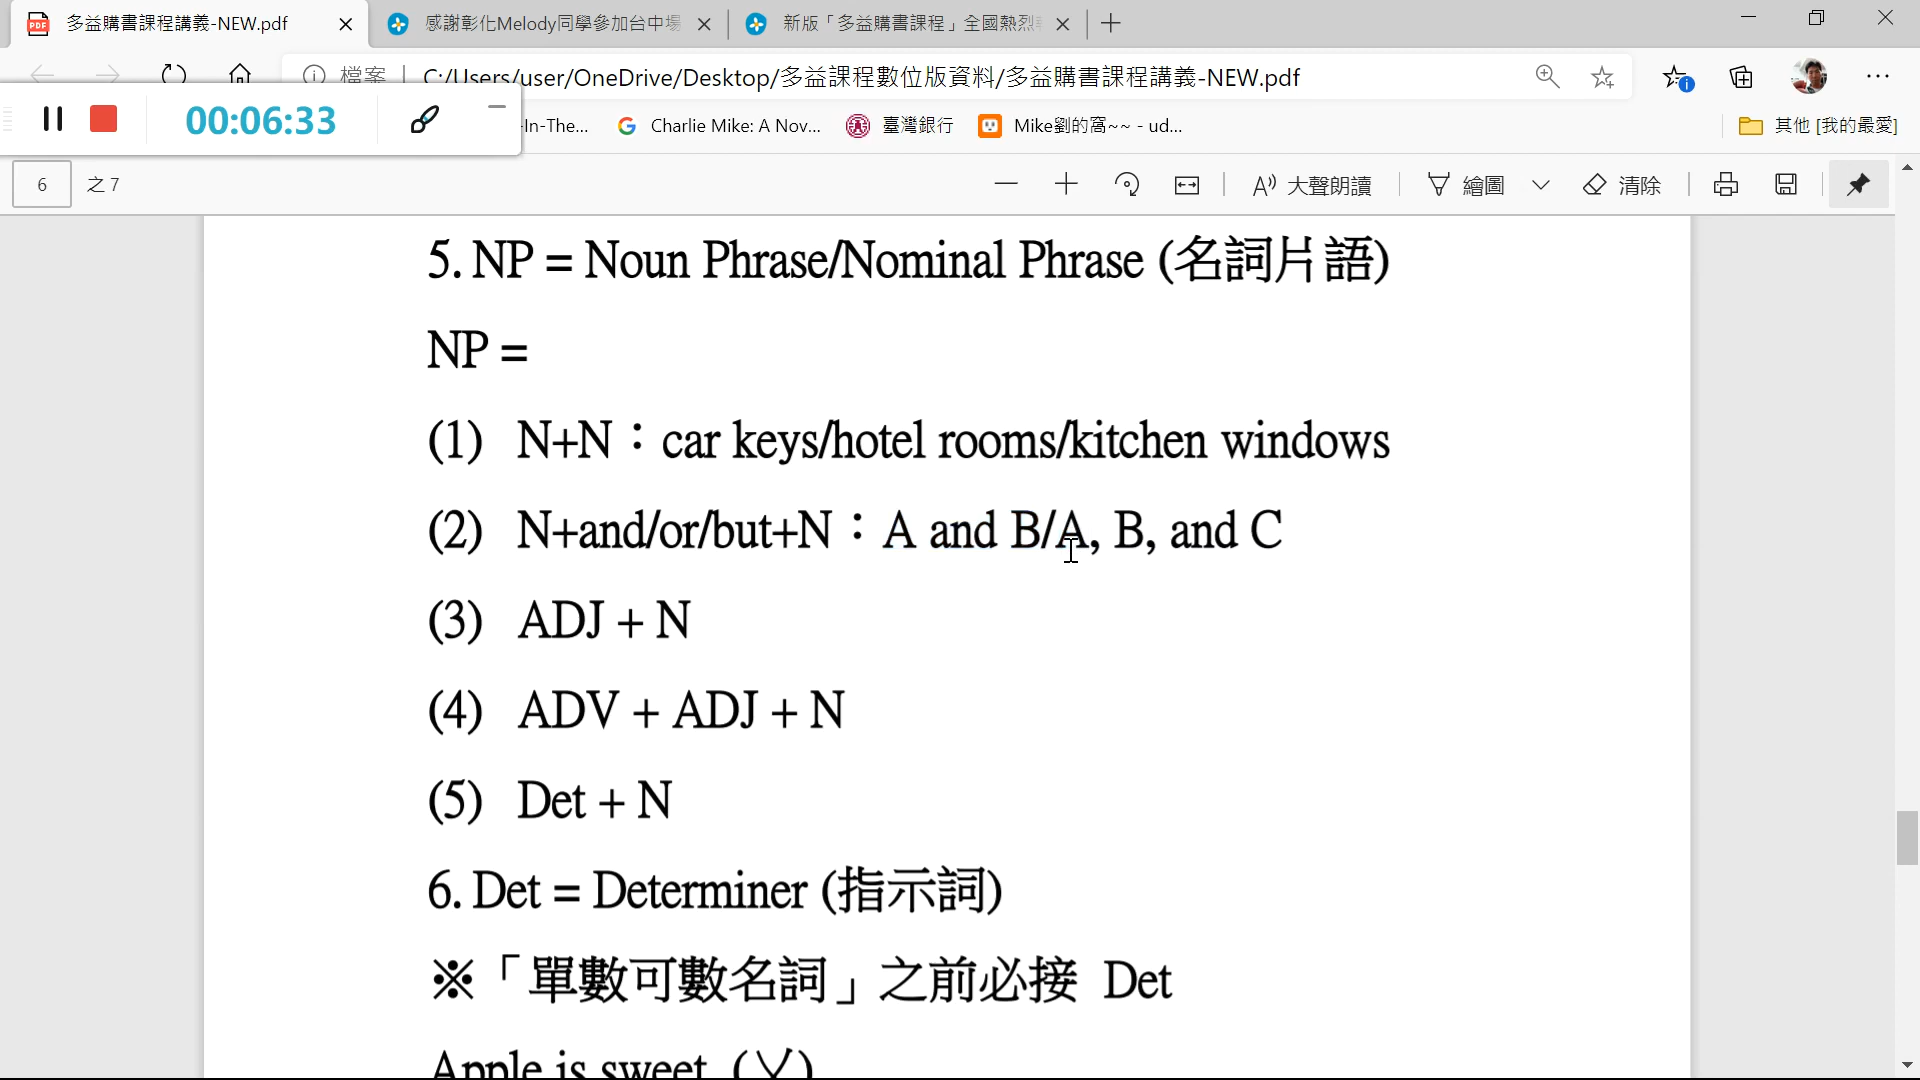 多益購書課程講義-NEW.pdf
感謝彰化Melody同學參加台中場
新版「多益購書課程」全國熱烈
檔案
C:/Users/user/OneDrive/Desktop/多益課程數位版資料/多益購書課程講義-NEW.pdf
00:06:33
-In-The...
Charlie Mike: A Nov...
臺灣銀行
Mike劉的窩~~ - ud...
其他 [我的最愛]
6 之 7
大聲朗讀
繪圖
清除
5. NP = Noun Phrase/Nominal Phrase (名詞片語)
NP =
(1) N+N：car keys/hotel rooms/kitchen windows
(2) N+and/or/but+N：A and B/A, B, and C
(3) ADJ + N
(4) ADV + ADJ + N
(5) Det + N
6. Det = Determiner (指示詞)
※「單數可數名詞」之前必接 Det
Apple is sweet. (ㄨ)